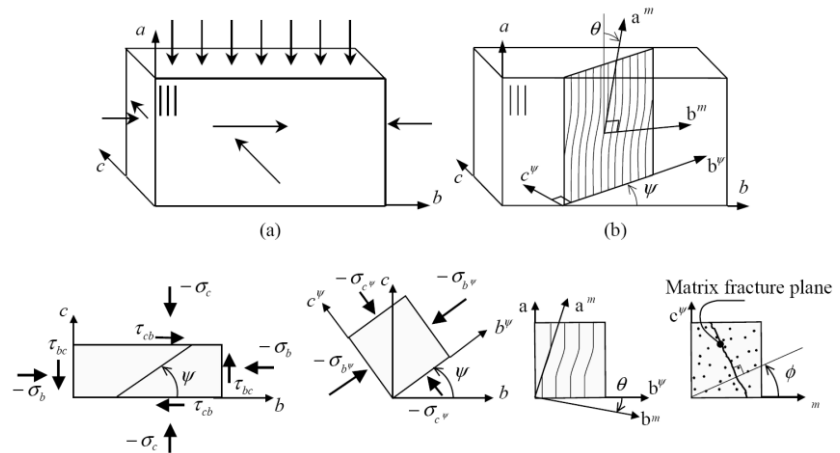 a
c
b
(a)
a
θ
a^m
b^m
c^ψ
b^ψ
ψ
c
b
(b)
c
−σ_c
τ_cb
τ_bc
−σ_b
−σ_b
ψ
τ_bc
τ_cb
b
−σ_c
c
c^ψ
−σ_c^ψ
−σ_b^ψ
b^ψ
−σ_b^ψ
ψ
b
−σ_c^ψ
a
a^m
θ
b^ψ
b^m
Matrix fracture plane
c^ψ
ϕ
m